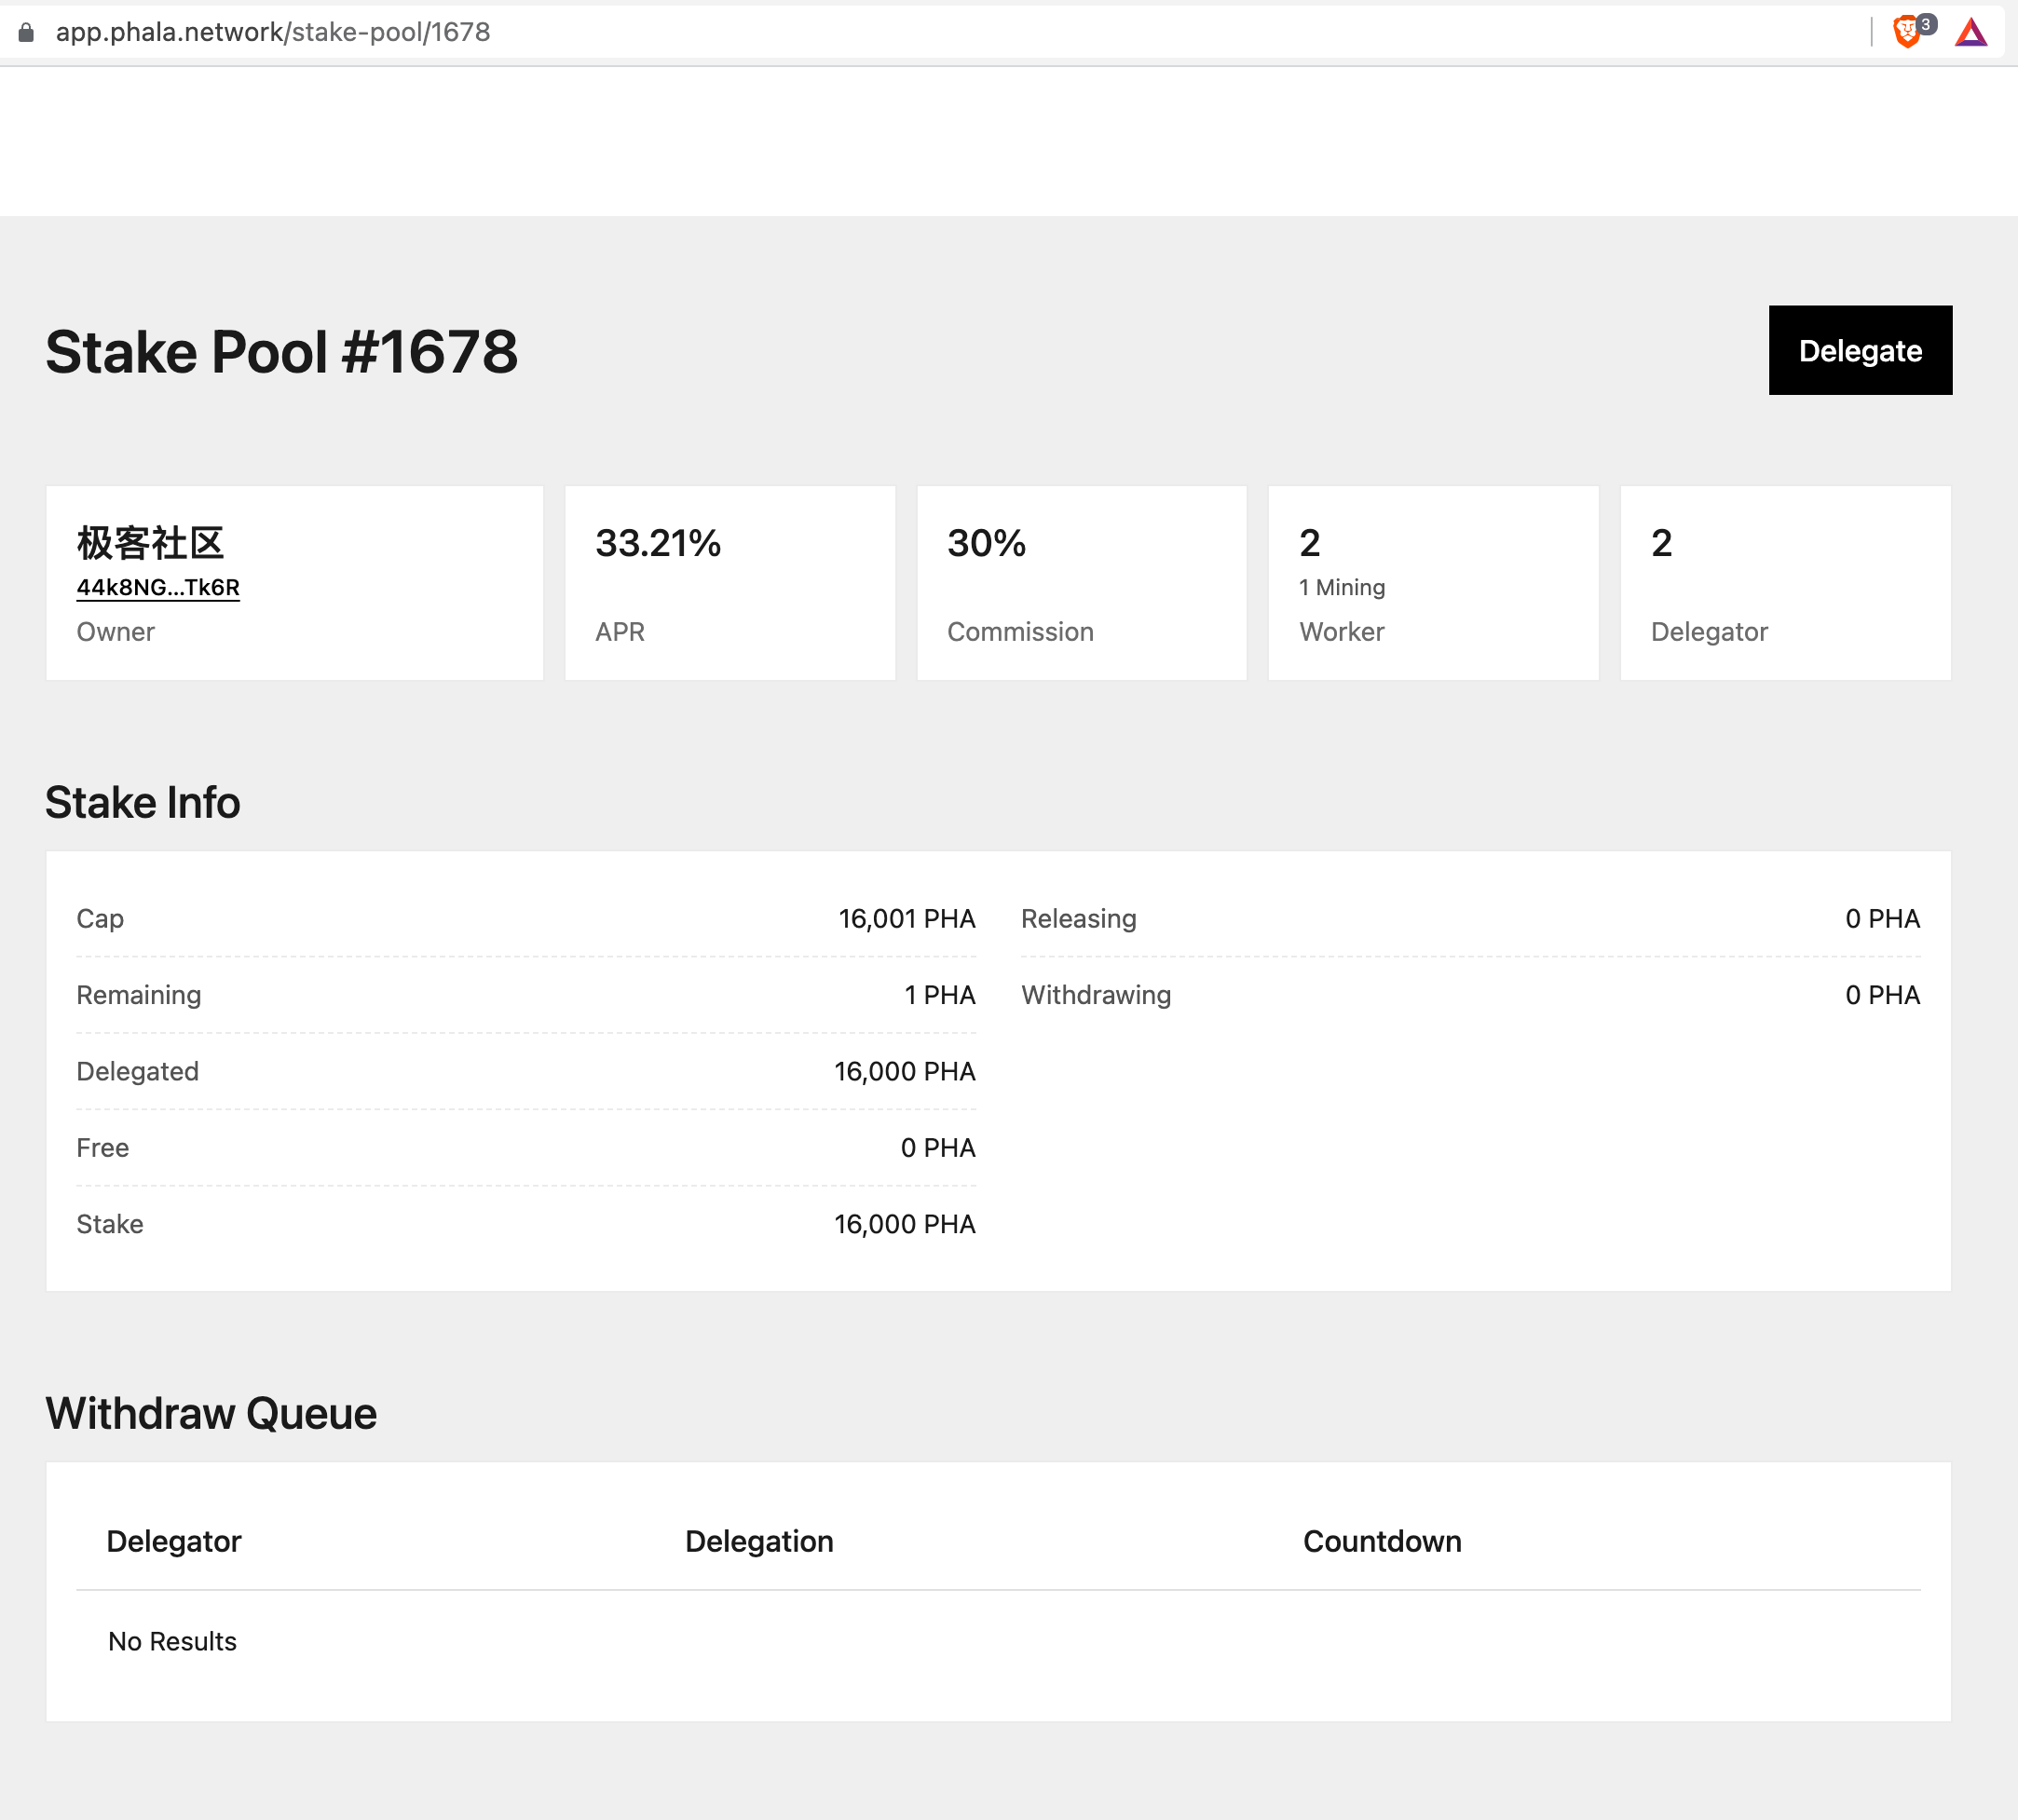 app.phala.network/stake-pool/1678
3
Stake Pool #1678
Delegate
极客社区
44k8NG...Tk6R
Owner
33.21%
APR
30%
Commission
2
1 Mining
Worker
2
Delegator
Stake Info
Cap 16,001 PHA
Remaining 1 PHA
Delegated 16,000 PHA
Free 0 PHA
Stake 16,000 PHA
Releasing 0 PHA
Withdrawing 0 PHA
Withdraw Queue
Delegator Delegation Countdown
No Results